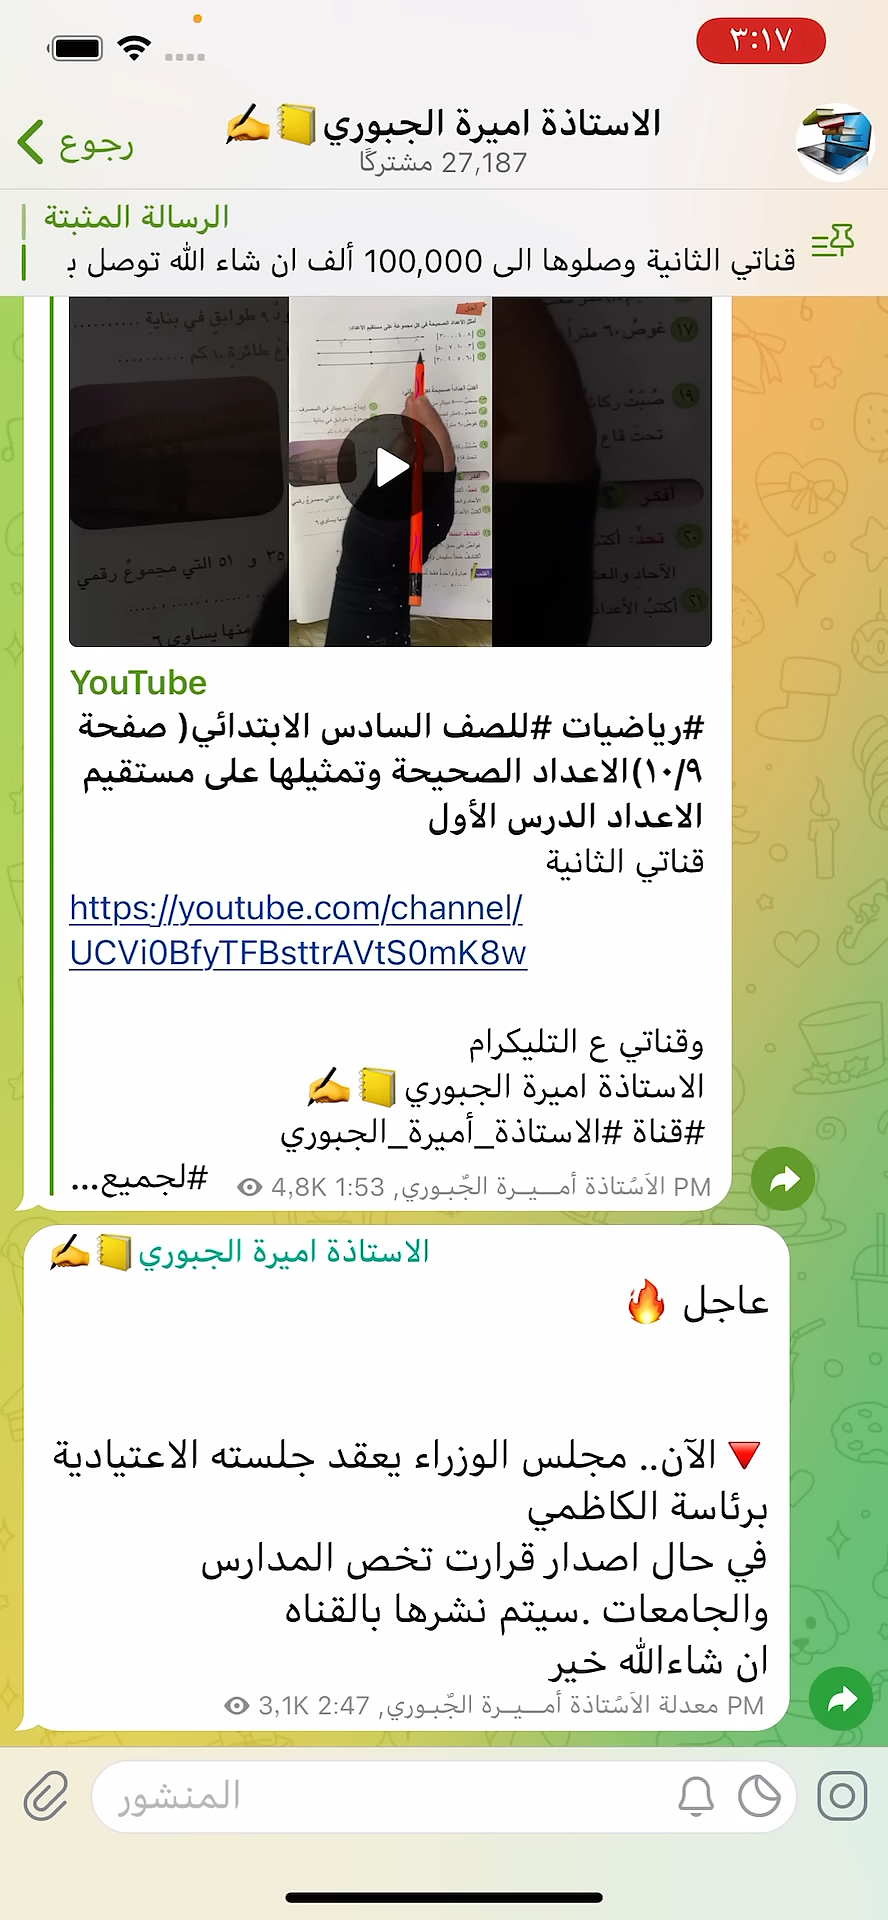 ٣:١٧
رجوع
الاستاذة اميرة الجبوري📒✍️
27,187 مشتركًا
الرسالة المثبتة
قناتي الثانية وصلوها الى 100,000 ألف ان شاء الله توصل بـ
YouTube
#رياضيات #للصف السادس الابتدائي( صفحة
١٠/٩)الاعداد الصحيحة وتمثيلها على مستقيم
الاعداد الدرس الأول
قناتي الثانية
https://youtube.com/channel/
UCVi0BfyTFBsttrAVtS0mK8w
وقناتي ع التليكرام
الاستاذة اميرة الجبوري📒✍️
#قناة #الاستاذة_أميرة_الجبوري
#لجميع...
4,8K 1:53 PM الاَسُتاذة أمــيــرة الجٌبـوري,
الاستاذة اميرة الجبوري📒✍️
عاجل 🔥
🔻الآن.. مجلس الوزراء يعقد جلسته الاعتيادية
برئاسة الكاظمي
في حال اصدار قرارت تخص المدارس
والجامعات .سيتم نشرها بالقناه
ان شاءالله خير
3,1K 2:47 PM معدلة الاَسُتاذة أمــيــرة الجٌبـوري,
المنشور